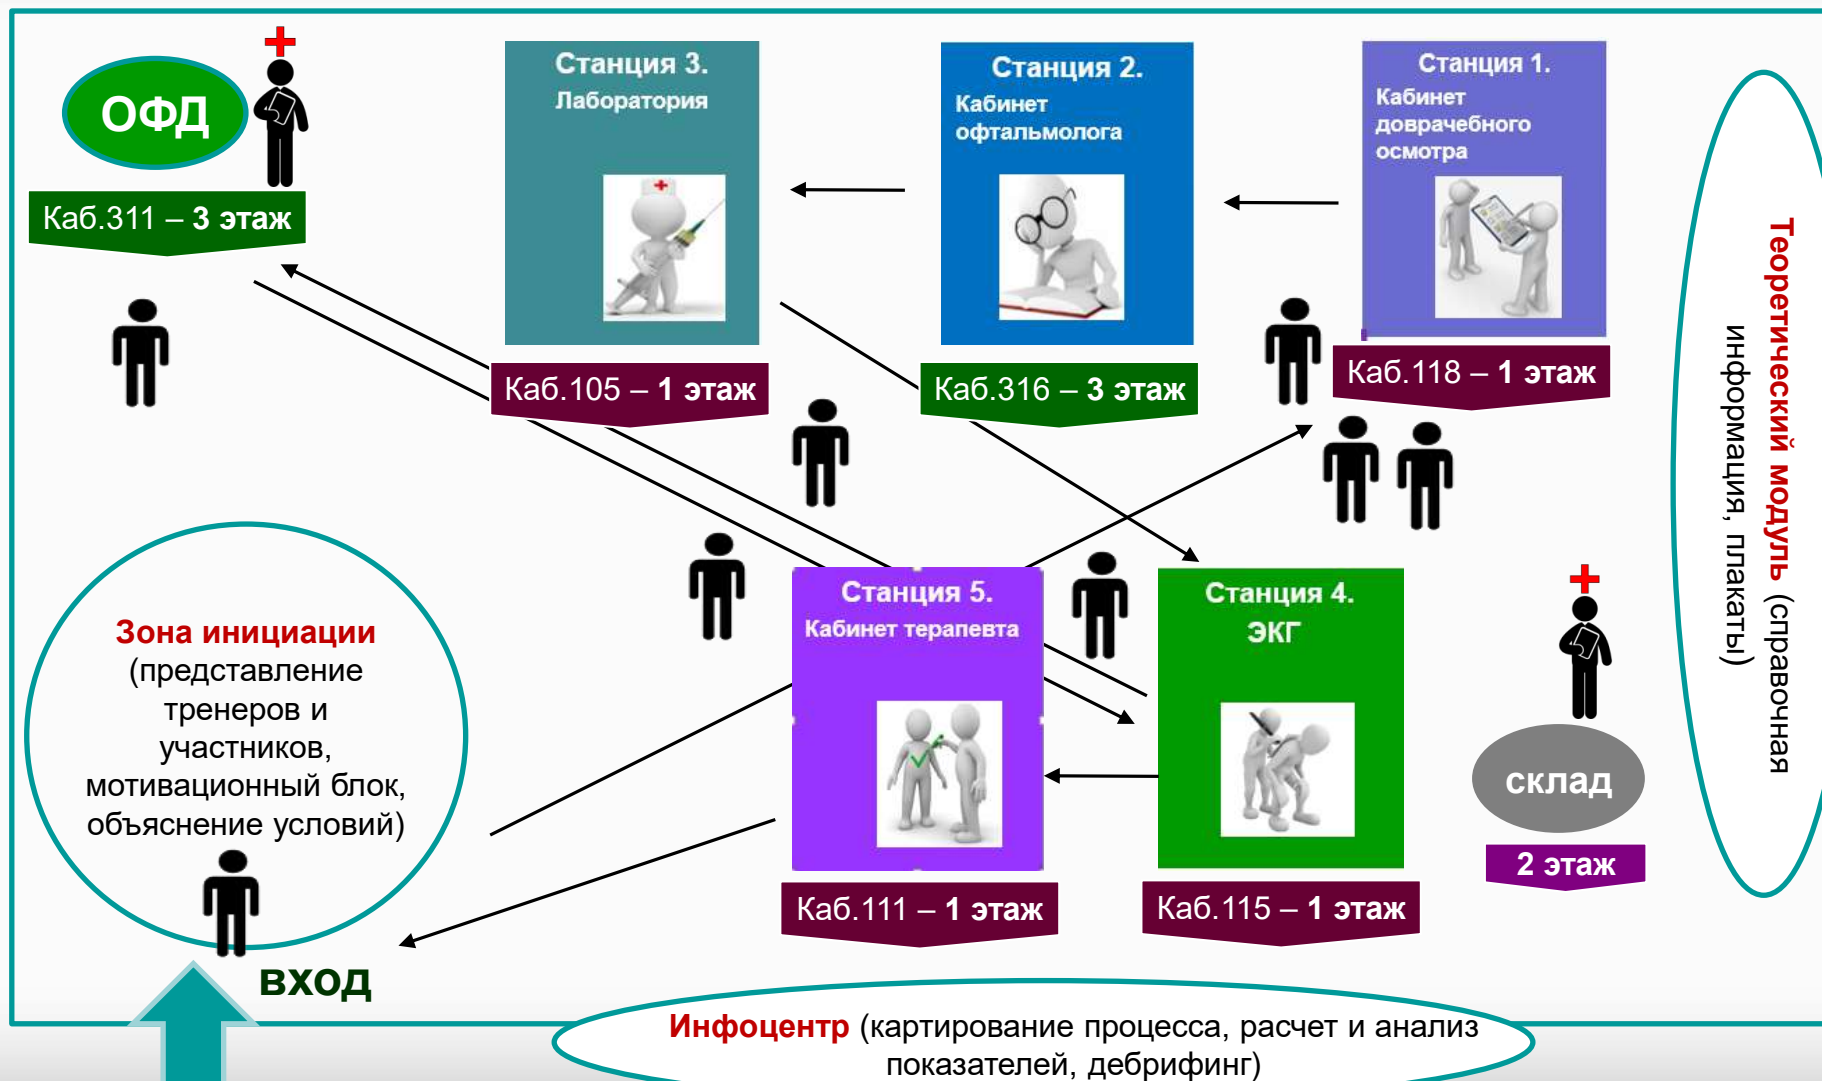 ОФД
Каб.311 – 3 этаж
Станция 3.
Лаборатория
Каб.105 – 1 этаж
Станция 2.
Кабинет
офтальмолога
Каб.316 – 3 этаж
Станция 1.
Кабинет
доврачебного
осмотра
Каб.118 – 1 этаж
Теоретический модуль (справочная
информация, плакаты)
Зона инициации
(представление
тренеров и
участников,
мотивационный блок,
объяснение условий)
вход
Станция 5.
Кабинет терапевта
Каб.111 – 1 этаж
Станция 4.
ЭКГ
Каб.115 – 1 этаж
склад
2 этаж
Инфоцентр (картирование процесса, расчет и анализ
показателей, дебрифинг)